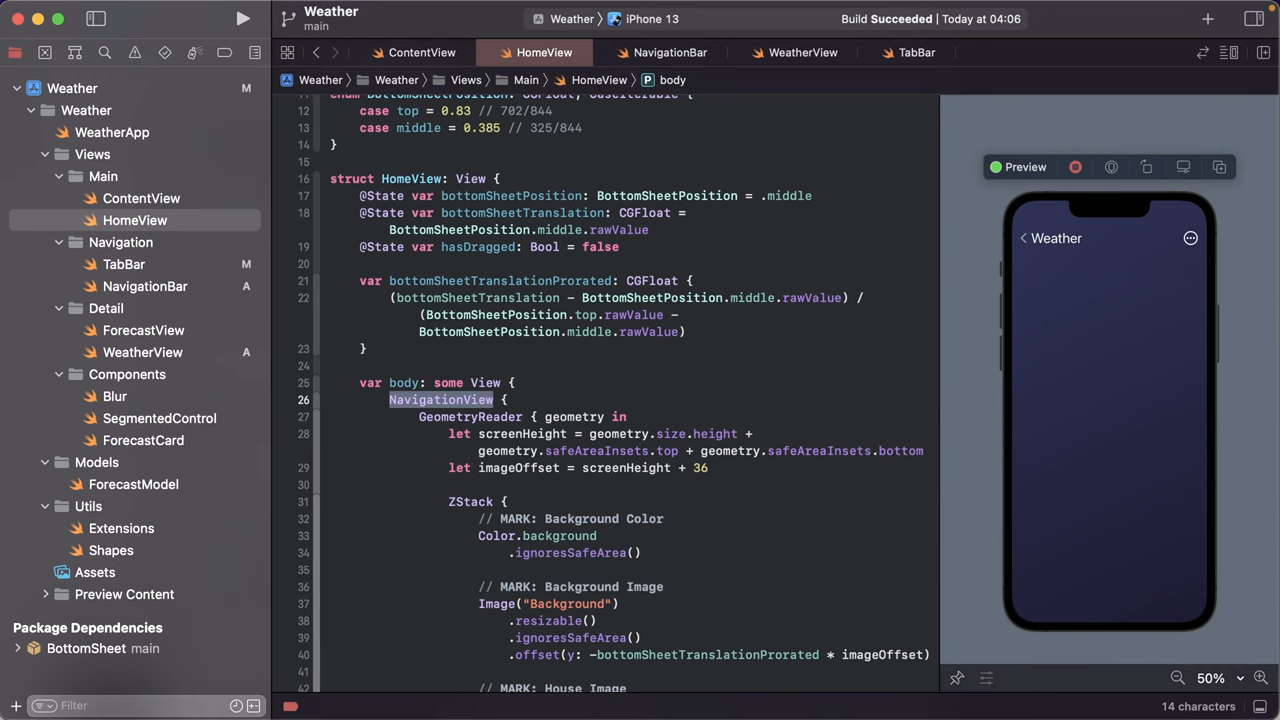 Weather
main
Weather
iPhone 13
Build Succeeded | Today at 04:06
ContentView
HomeView
NavigationBar
WeatherView
TabBar
Weather
Weather
Views
Main
HomeView
P
body
Weather
M
Weather
WeatherApp
Views
Main
ContentView
HomeView
Navigation
TabBar
M
NavigationBar
A
Detail
ForecastView
WeatherView
A
Components
Blur
SegmentedControl
ForecastCard
Models
ForecastModel
Utils
Extensions
Shapes
Assets
Preview Content
Package Dependencies
BottomSheet main
Filter
12 case top = 0.83 // 702/844
13 case middle = 0.385 // 325/844
14 }
15
16 struct HomeView: View {
17 @State var bottomSheetPosition: BottomSheetPosition = .middle
18 @State var bottomSheetTranslation: CGFloat =
BottomSheetPosition.middle.rawValue
19 @State var hasDragged: Bool = false
20
21 var bottomSheetTranslationProrated: CGFloat {
22 (bottomSheetTranslation - BottomSheetPosition.middle.rawValue) /
(BottomSheetPosition.top.rawValue -
BottomSheetPosition.middle.rawValue)
23 }
24
25 var body: some View {
26 NavigationView {
27 GeometryReader { geometry in
28 let screenHeight = geometry.size.height +
geometry.safeAreaInsets.top + geometry.safeAreaInsets.bottom
29 let imageOffset = screenHeight + 36
30
31 ZStack {
32 // MARK: Background Color
33 Color.background
34 .ignoresSafeArea()
35
36 // MARK: Background Image
37 Image("Background")
38 .resizable()
39 .ignoresSafeArea()
40 .offset(y: -bottomSheetTranslationProrated * imageOffset)
41
42 // MARK: House Image
Preview
Weather
50%
14 characters